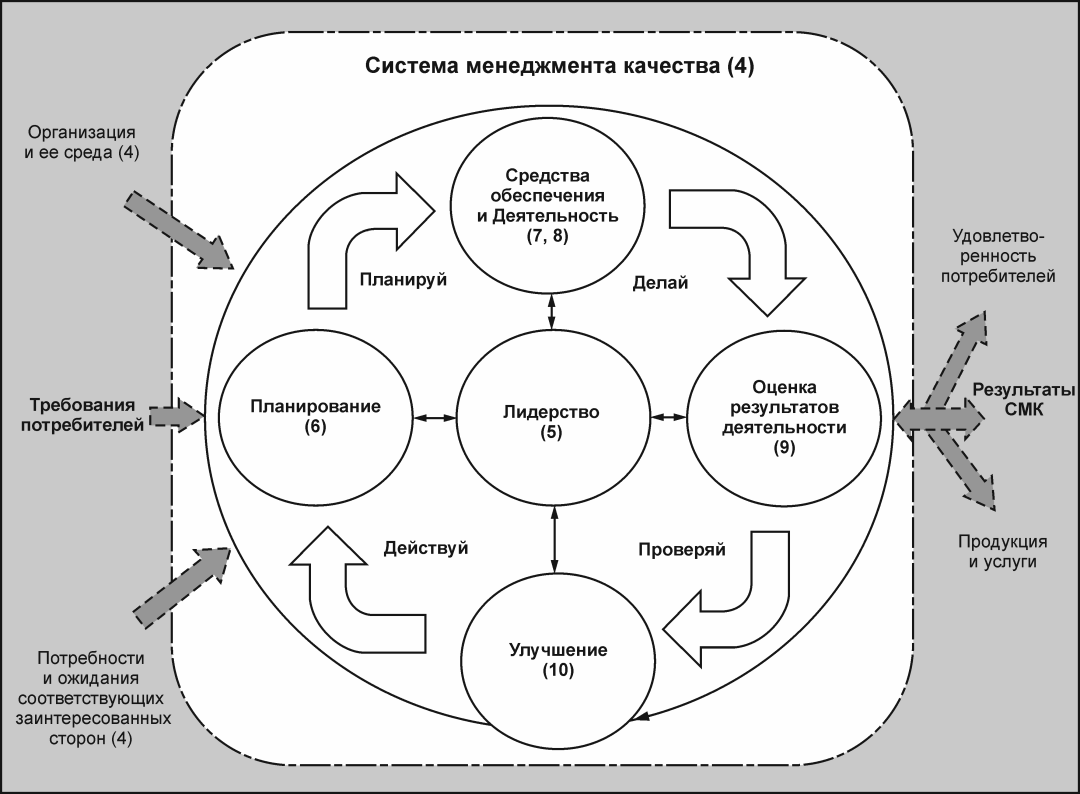 Система менеджмента качества (4)
Организация
и ее среда (4)
Средства
обеспечения
и Деятельность
(7, 8)
Планируй
Делай
Удовлетво-
ренность
потребителей
Требования
потребителей
Планирование
(6)
Лидерство
(5)
Оценка
результатов
деятельности
(9)
Результаты
СМК
Действуй
Проверяй
Продукция
и услуги
Улучшение
(10)
Потребности
и ожидания
соответствующих
заинтересованных
сторон (4)